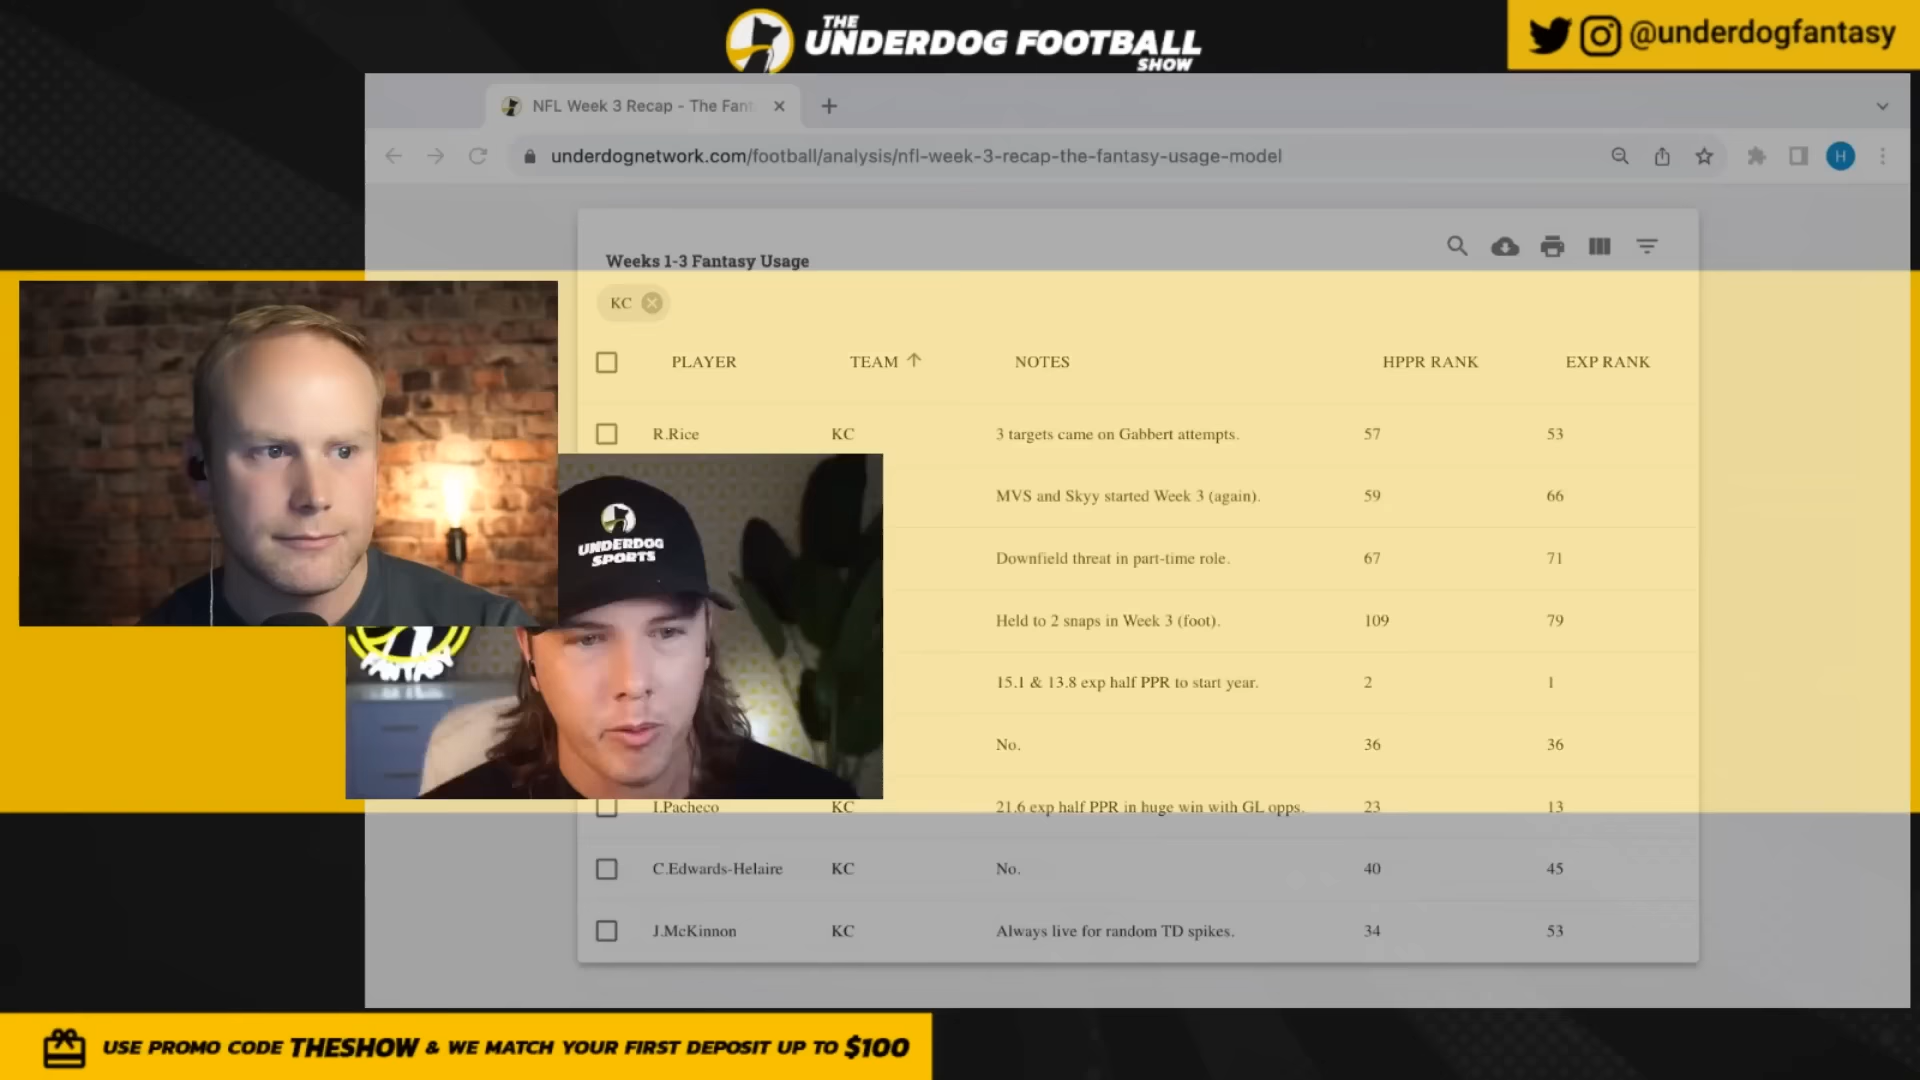 THE
UNDERDOG FOOTBALL
SHOW
@underdogfantasy
NFL Week 3 Recap - The Fant
underdognetwork.com/football/analysis/nfl-week-3-recap-the-fantasy-usage-model
H
Weeks 1-3 Fantasy Usage
KC
PLAYER TEAM NOTES HPPR RANK EXP RANK
R.Rice KC 3 targets came on Gabbert attempts. 57 53
MVS and Skyy started Week 3 (again). 59 66
Downfield threat in part-time role. 67 71
Held to 2 snaps in Week 3 (foot). 109 79
15.1 & 13.8 exp half PPR to start year. 2 1
No. 36 36
I.Pacheco KC 21.6 exp half PPR in huge win with GL opps. 23 13
C.Edwards-Helaire KC No. 40 45
J.McKinnon KC Always live for random TD spikes. 34 53
UNDERDOG
SPORTS
FANTASY
USE PROMO CODE THESHOW & WE MATCH YOUR FIRST DEPOSIT UP TO $100